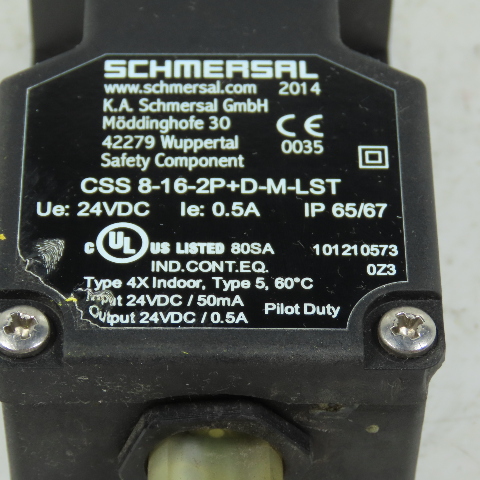 SCHMERSAL
www.schmersal.com 2014
K.A. Schmersal GmbH
Möddinghofe 30
42279 Wuppertal
Safety Component
CE
0035
CSS 8-16-2P+D-M-LST
Ue: 24VDC Ie: 0.5A IP 65/67
C UL US LISTED 80SA 101210573
IND.CONT.EQ. 0Z3
Type 4X Indoor, Type 5, 60°C
Input 24VDC / 50mA
Output 24VDC / 0.5A Pilot Duty